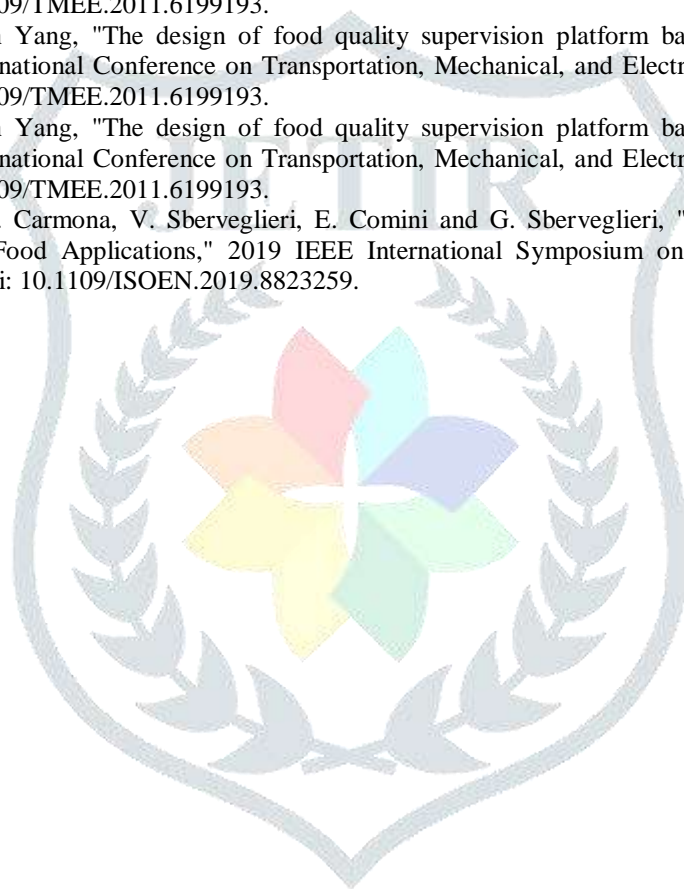 09/TMEE.2011.6199193.
Yang, "The design of food quality supervision platform ba
national Conference on Transportation, Mechanical, and Electr
09/TMEE.2011.6199193.
Yang, "The design of food quality supervision platform ba
national Conference on Transportation, Mechanical, and Electr
09/TMEE.2011.6199193.
Carmona, V. Sberveglieri, E. Comini and G. Sberveglieri, "
Food Applications," 2019 IEEE International Symposium on
i: 10.1109/ISOEN.2019.8823259.
JETIR